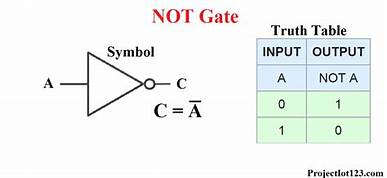 NOT Gate
Symbol
A
C
C = A̅
Truth Table
INPUT OUTPUT
A NOT A
0 1
1 0
ProjectIot123.com